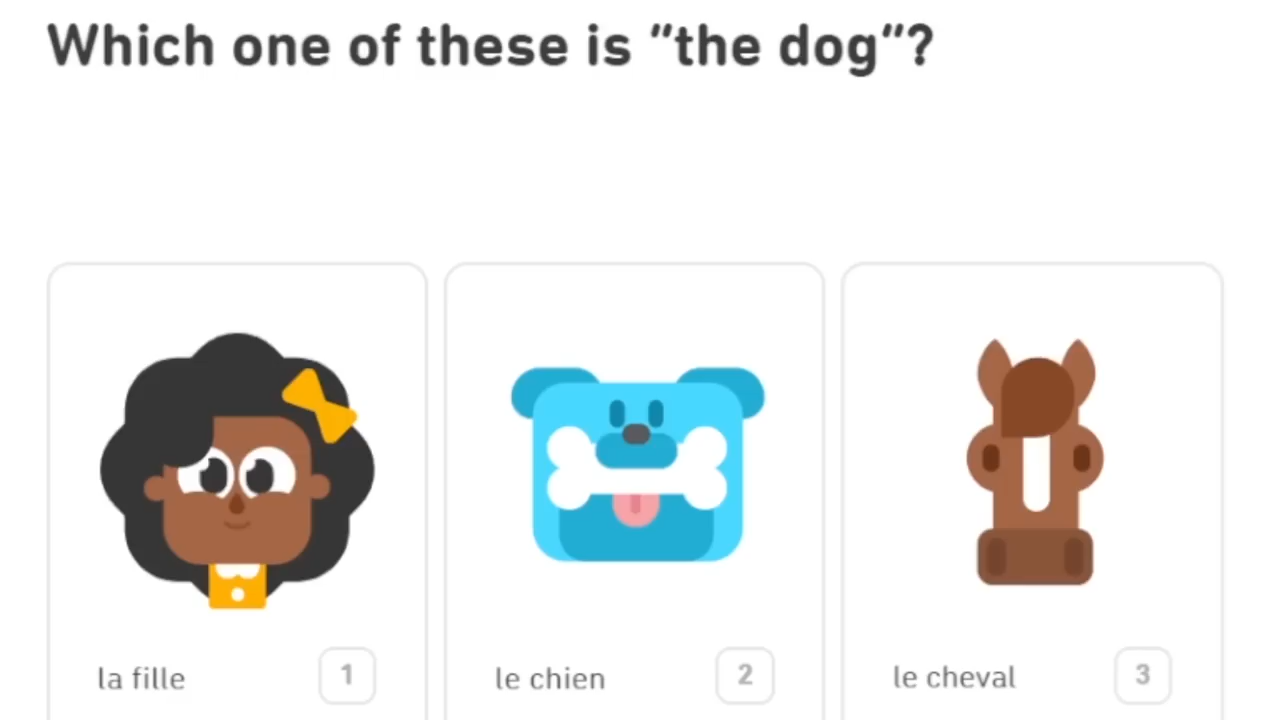 Which one of these is "the dog"?
la fille 1
le chien 2
le cheval 3